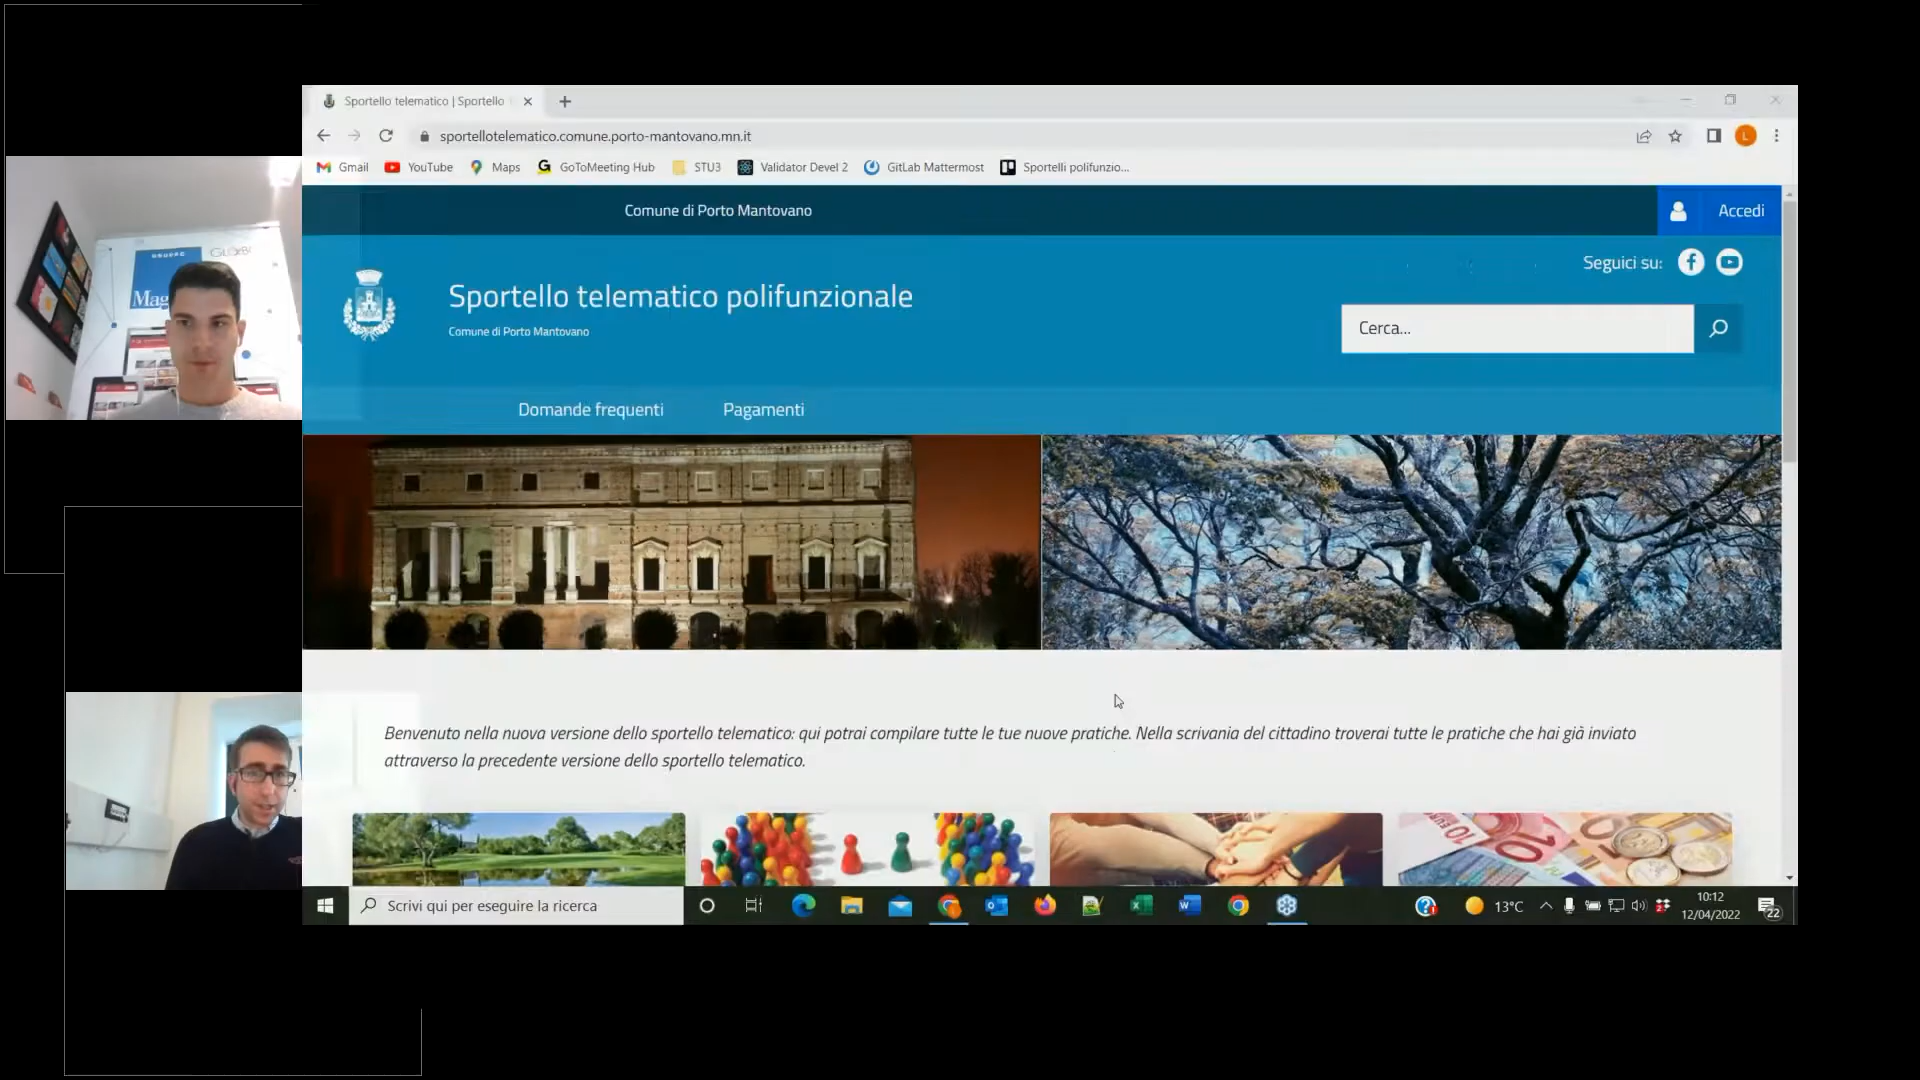 Sportello telematico | Sportello
sportellotelematico.comune.porto-mantovano.mn.it
Gmail YouTube Maps GoToMeeting Hub STU3 Validator Devel 2 GitLab Mattermost Sportelli polifunzio...
Comune di Porto Mantovano
Accedi
Seguici su:
Sportello telematico polifunzionale
Comune di Porto Mantovano
Cerca...
Domande frequenti Pagamenti
GRUPPO
Mag
Benvenuto nella nuova versione dello sportello telematico: qui potrai compilare tutte le tue nuove pratiche. Nella scrivania del cittadino troverai tutte le pratiche che hai già inviato
attraverso la precedente versione dello sportello telematico.
Scrivi qui per eseguire la ricerca
13°C
10:12
12/04/2022
22